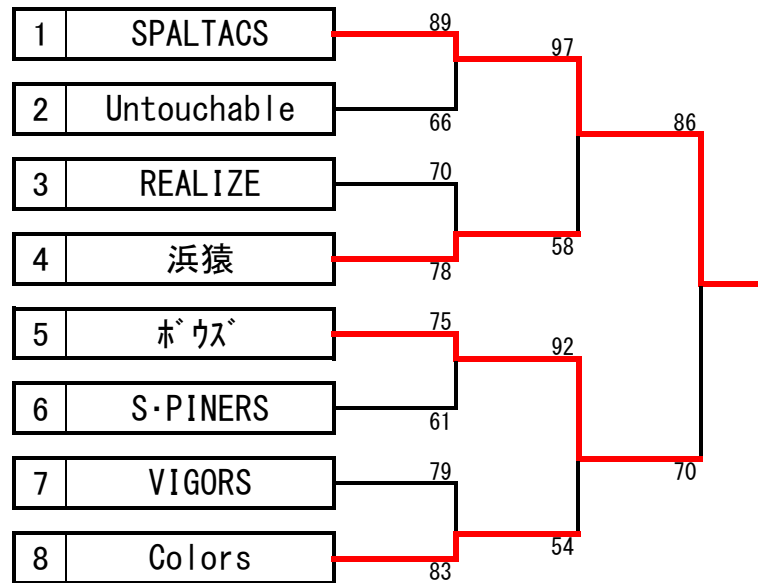 89
1 SPALTACS
97
2 Untouchable
66
86
70
3 REALIZE
58
4 浜猿
78
75
5 ボウズ
92
6 S・PINERS
61
79
70
7 VIGORS
54
8 Colors
83